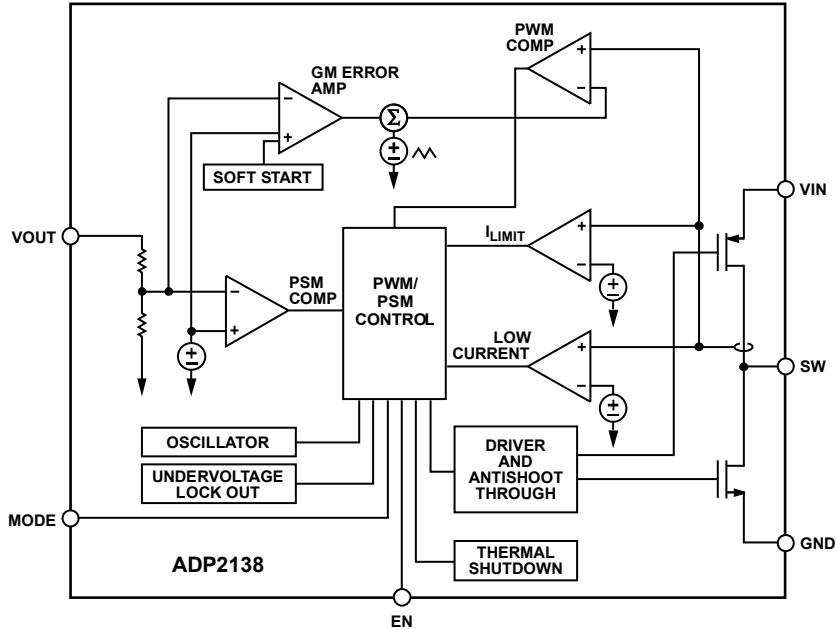 PWM
COMP
GM ERROR
AMP
+
−
−
+
Σ
±
SOFT START
VIN
VOUT
ILIMIT
+
−
±
PWM/
PSM
CONTROL
PSM
COMP
−
+
±
LOW
CURRENT
+
−
±
SW
OSCILLATOR
UNDERVOLTAGE
LOCK OUT
DRIVER
AND
ANTISHOOT
THROUGH
MODE
GND
THERMAL
SHUTDOWN
ADP2138
EN